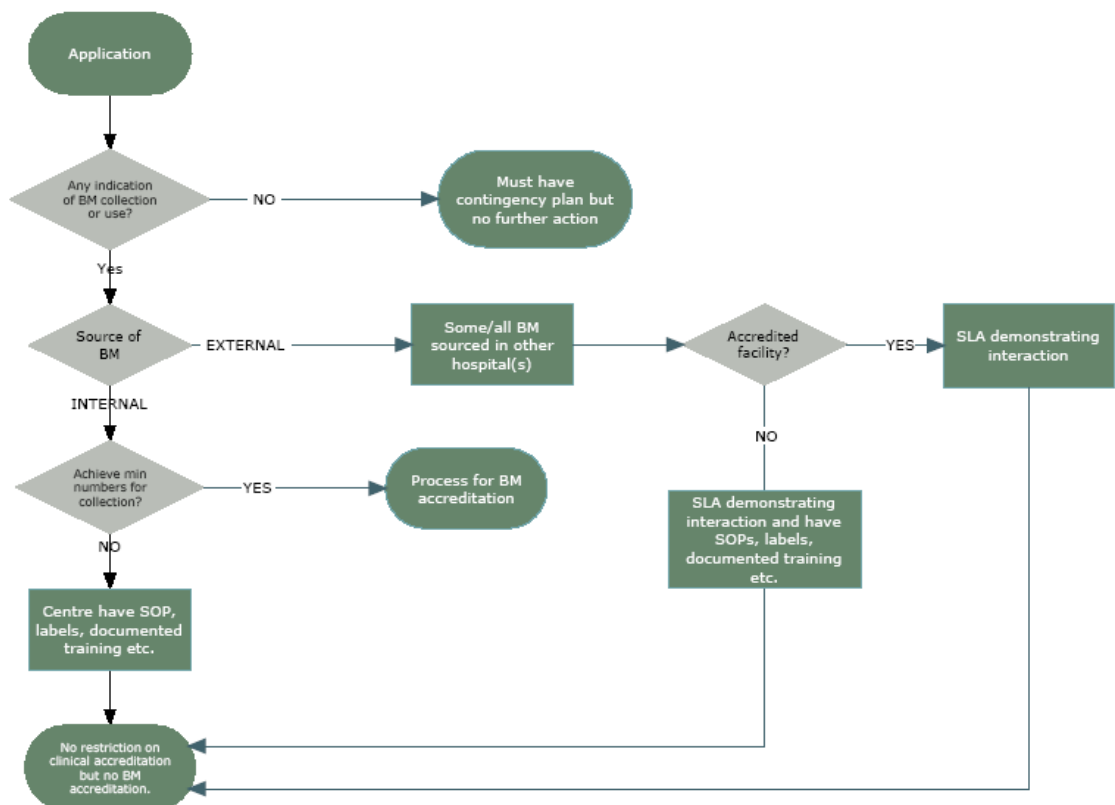 Application
Any indication
of BM collection
or use?
NO
Must have
contingency plan but
no further action
Yes
Source of
BM
EXTERNAL
Some/all BM
sourced in other
hospital(s)
Accredited
facility?
YES
SLA demonstrating
interaction
INTERNAL
NO
Achieve min
numbers for
collection?
YES
Process for BM
accreditation
SLA demonstrating
interaction and have
SOPs, labels,
documented training
etc.
NO
Centre have SOP,
labels, documented
training etc.
No restriction on
clinical accreditation
but no BM
accreditation.